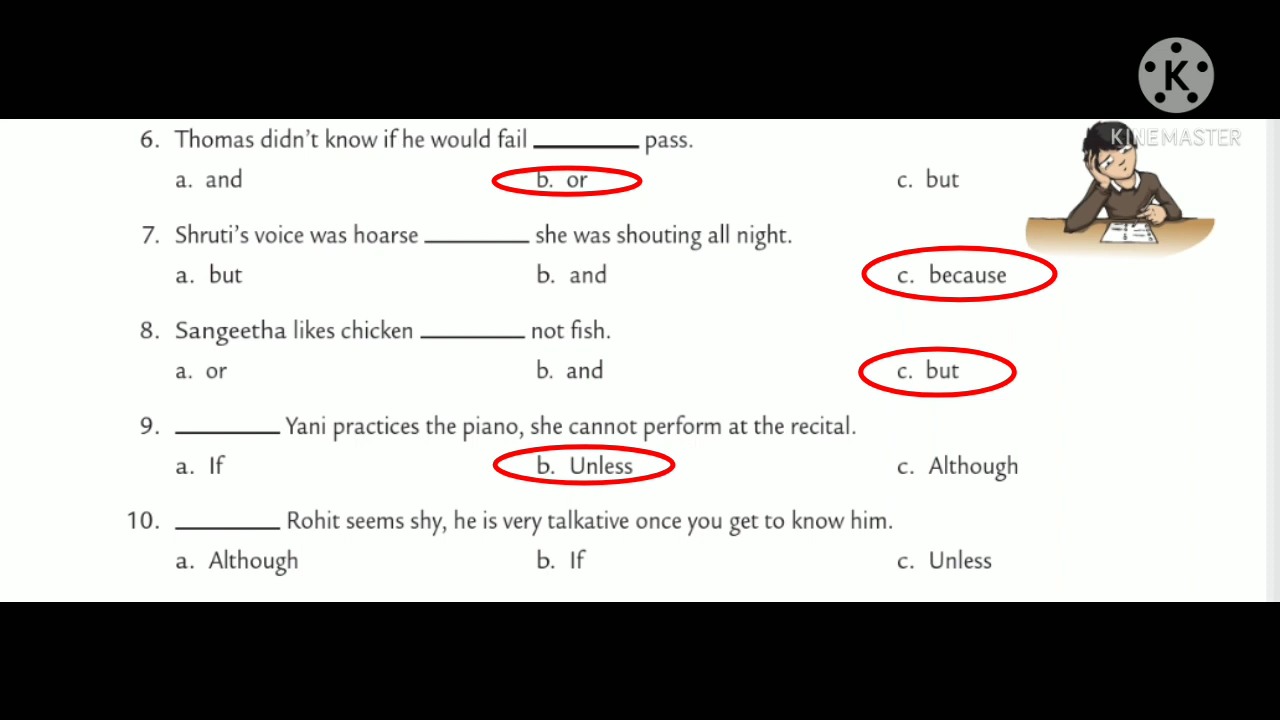 K
KINEMASTER
6. Thomas didn't know if he would fail ________ pass.
a. and b. or c. but
7. Shruti's voice was hoarse ________ she was shouting all night.
a. but b. and c. because
8. Sangeetha likes chicken ________ not fish.
a. or b. and c. but
9. ________ Yani practices the piano, she cannot perform at the recital.
a. If b. Unless c. Although
10. ________ Rohit seems shy, he is very talkative once you get to know him.
a. Although b. If c. Unless